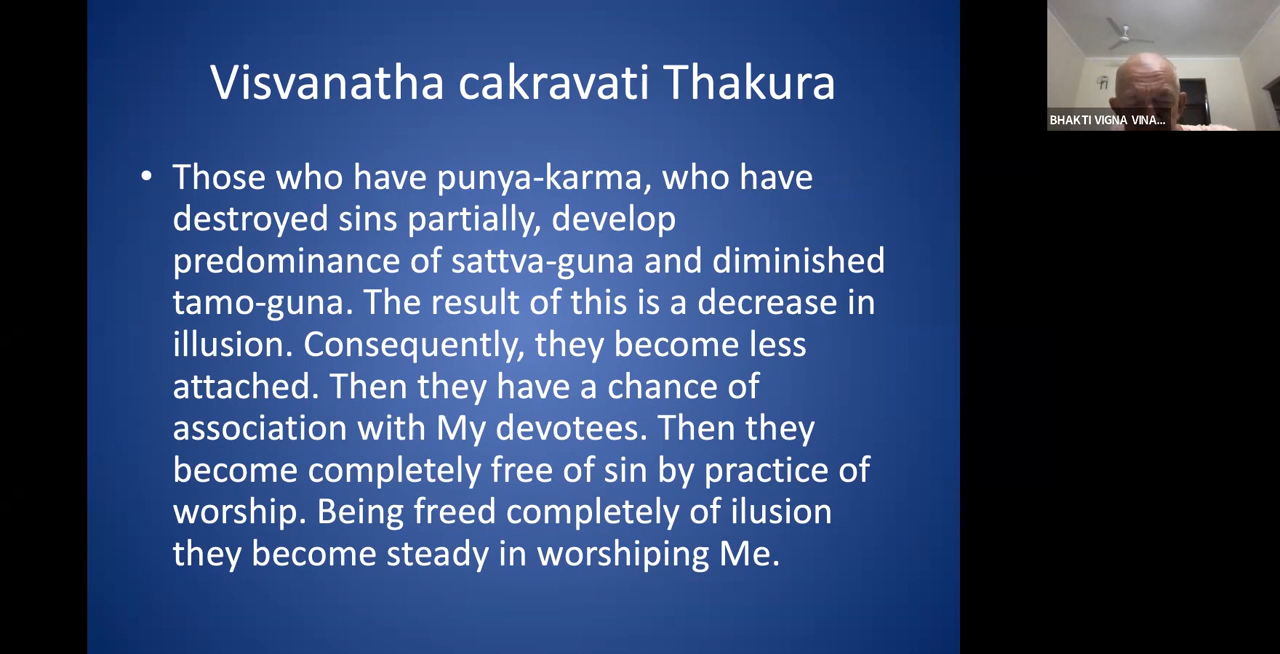 Visvanatha cakravati Thakura
• Those who have punya-karma, who have
destroyed sins partially, develop
predominance of sattva-guna and diminished
tamo-guna. The result of this is a decrease in
illusion. Consequently, they become less
attached. Then they have a chance of
association with My devotees. Then they
become completely free of sin by practice of
worship. Being freed completely of ilusion
they become steady in worshiping Me.
BHAKTI VIGNA VINA...